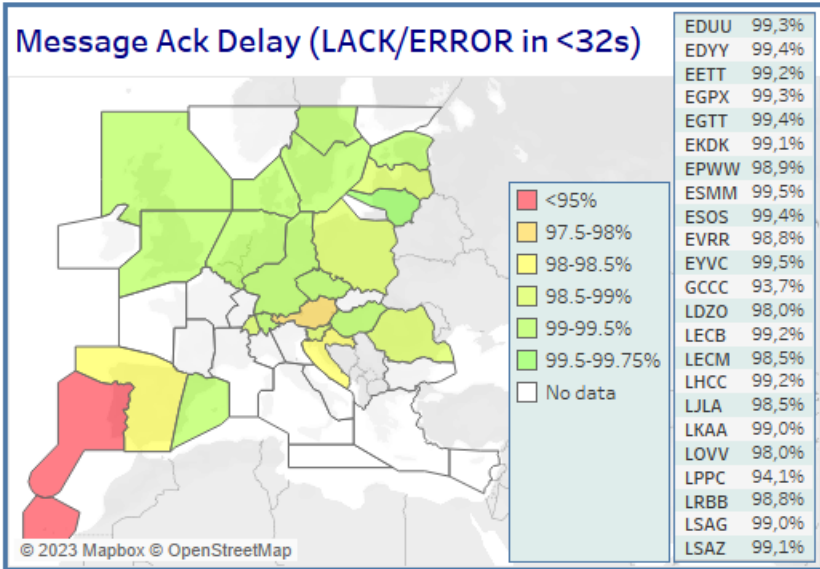 Message Ack Delay (LACK/ERROR in <32s)
<95%
97.5-98%
98-98.5%
98.5-99%
99-99.5%
99.5-99.75%
No data
EDUU 99,3%
EDYY 99,4%
EETT 99,2%
EGPX 99,3%
EGTT 99,4%
EKDK 99,1%
EPWW 98,9%
ESMM 99,5%
ESOS 99,4%
EVRR 98,8%
EYVC 99,5%
GCCC 93,7%
LDZO 98,0%
LECB 99,2%
LECM 98,5%
LHCC 99,2%
LJLA 98,5%
LKAA 99,0%
LOVV 98,0%
LPPC 94,1%
LRBB 98,8%
LSAG 99,0%
LSAZ 99,1%
© 2023 Mapbox © OpenStreetMap